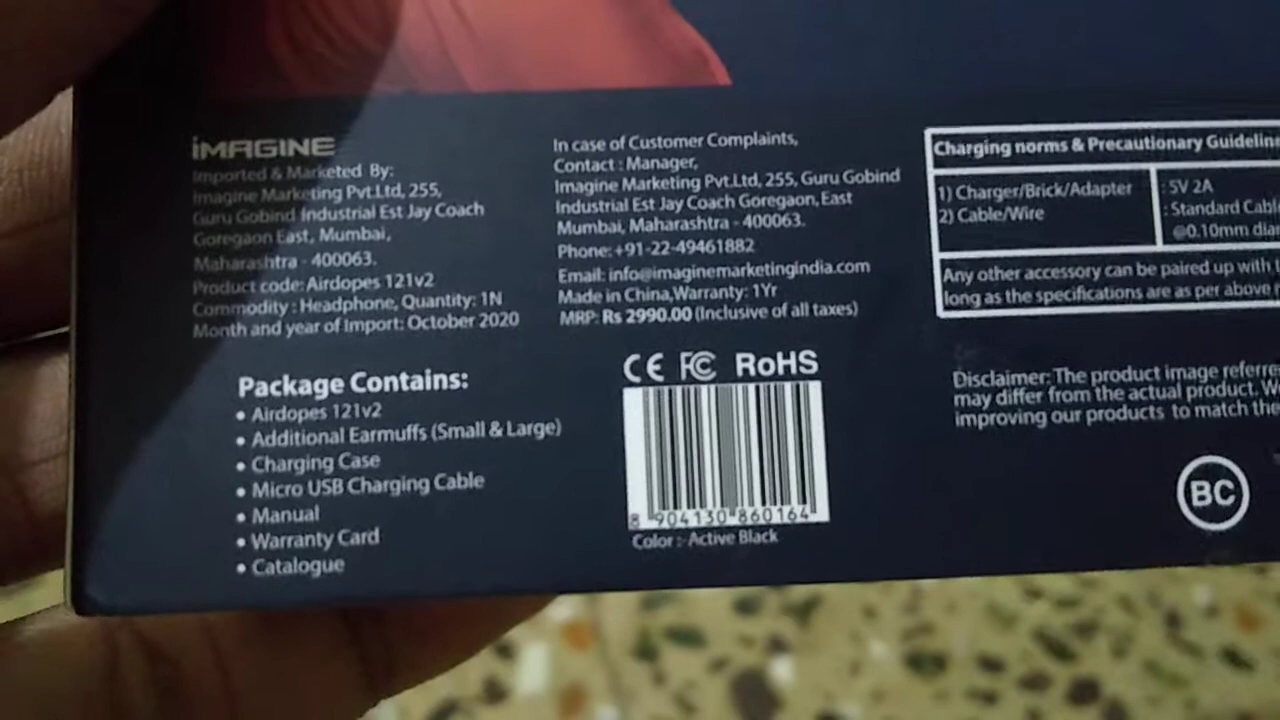 iMAGINE
Imported & Marketed By:
Imagine Marketing Pvt.Ltd, 255,
Guru Gobind Industrial Est Jay Coach
Goregaon East, Mumbai,
Maharashtra - 400063.
Product code: Airdopes 121v2
Commodity : Headphone, Quantity: 1N
Month and year of Import: October 2020
Package Contains:
• Airdopes 121v2
• Additional Earmuffs (Small & Large)
• Charging Case
• Micro USB Charging Cable
• Manual
• Warranty Card
• Catalogue
In case of Customer Complaints,
Contact : Manager,
Imagine Marketing Pvt.Ltd, 255, Guru Gobind
Industrial Est Jay Coach Goregaon, East
Mumbai, Maharashtra - 400063.
Phone: +91-22-49461882
Email: info@imaginemarketingindia.com
Made in China,Warranty: 1Yr
MRP: Rs 2990.00 (Inclusive of all taxes)
CE FC RoHS
8 904130 860164
Color :- Active Black
Charging norms & Precautionary
1) Charger/Brick/Adapter : 5V 2A
2) Cable/Wire : Standard
@0.10mm
Any other accessory can be paired up with
long as the specifications are as per above
Disclaimer: The product image
may differ from the actual product.
improving our products to match the
BC